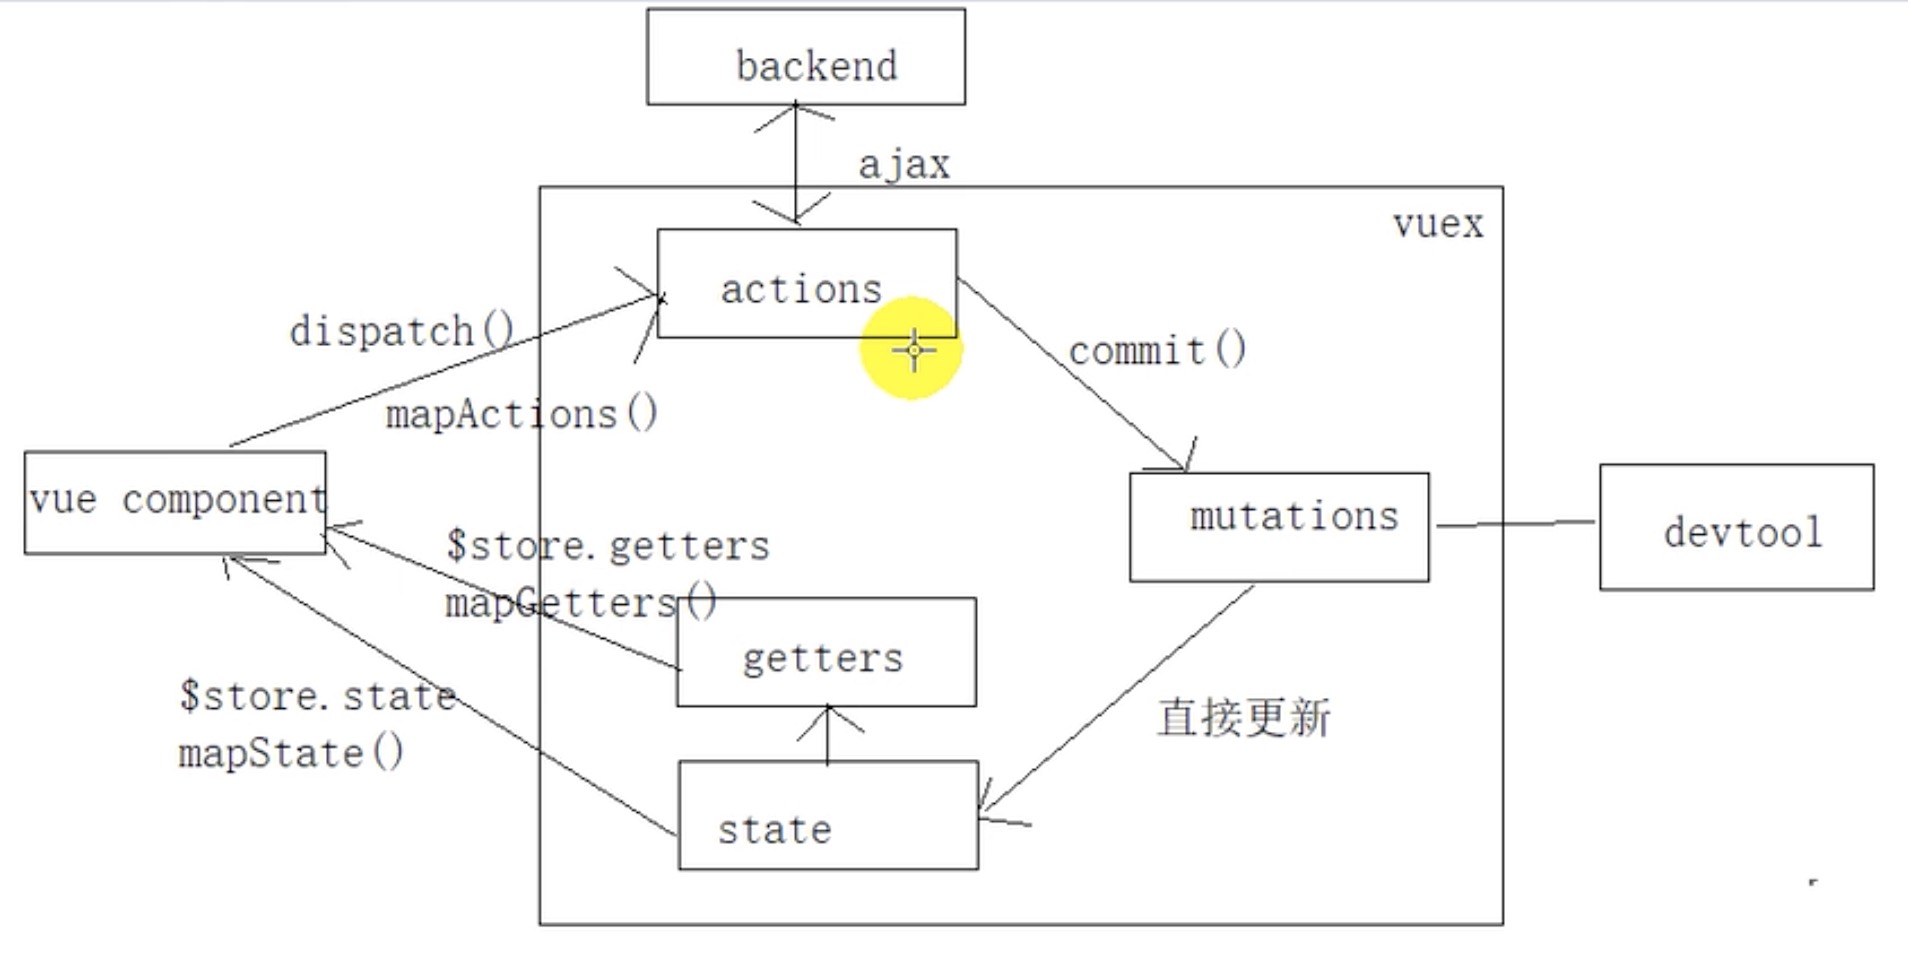 backend
ajax
vuex
actions
dispatch()
commit()
mapActions()
vue component
mutations
devtool
$store.getters
mapGetters()
getters
$store.state
直接更新
mapState()
state